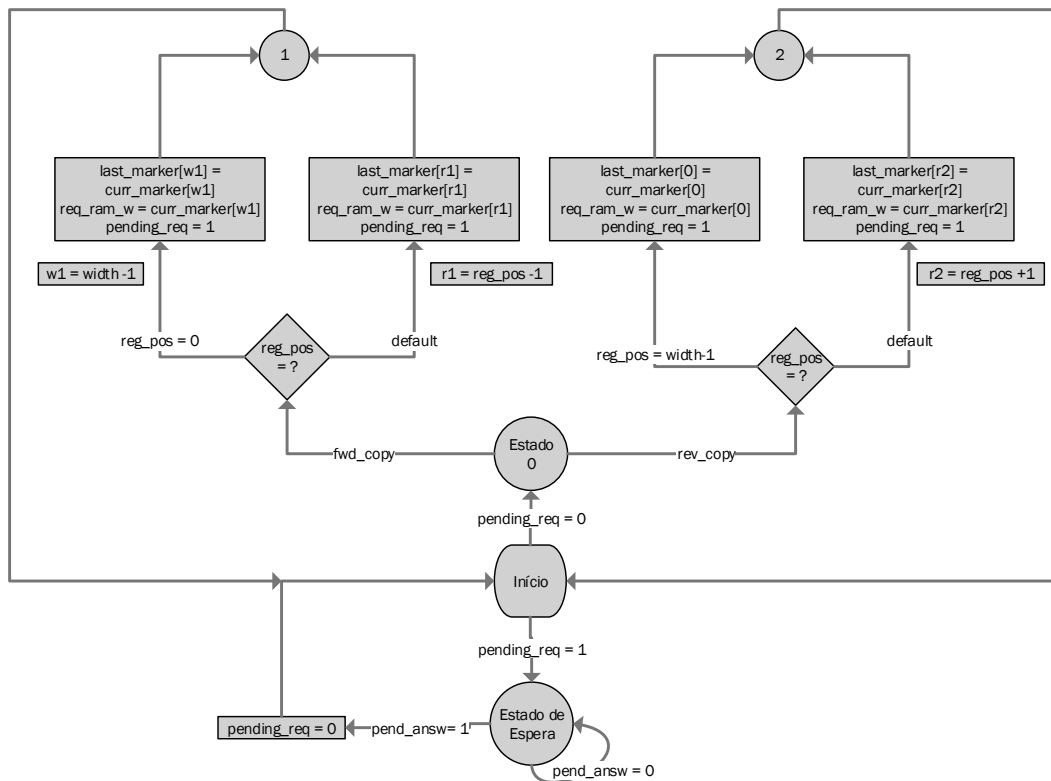 1
2
last_marker[w1] =
curr_marker[w1]
req_ram_w = curr_marker[w1]
pending_req = 1
last_marker[r1] =
curr_marker[r1]
req_ram_w = curr_marker[r1]
pending_req = 1
last_marker[0] =
curr_marker[0]
req_ram_w = curr_marker[0]
pending_req = 1
last_marker[r2] =
curr_marker[r2]
req_ram_w = curr_marker[r2]
pending_req = 1
w1 = width -1
r1 = reg_pos -1
r2 = reg_pos +1
reg_pos = 0
reg_pos
= ?
default
reg_pos = width-1
reg_pos
= ?
default
fwd_copy
Estado
0
rev_copy
pending_req = 0
Início
pending_req = 1
pending_req = 0
pend_answ= 1
Estado de
Espera
pend_answ = 0